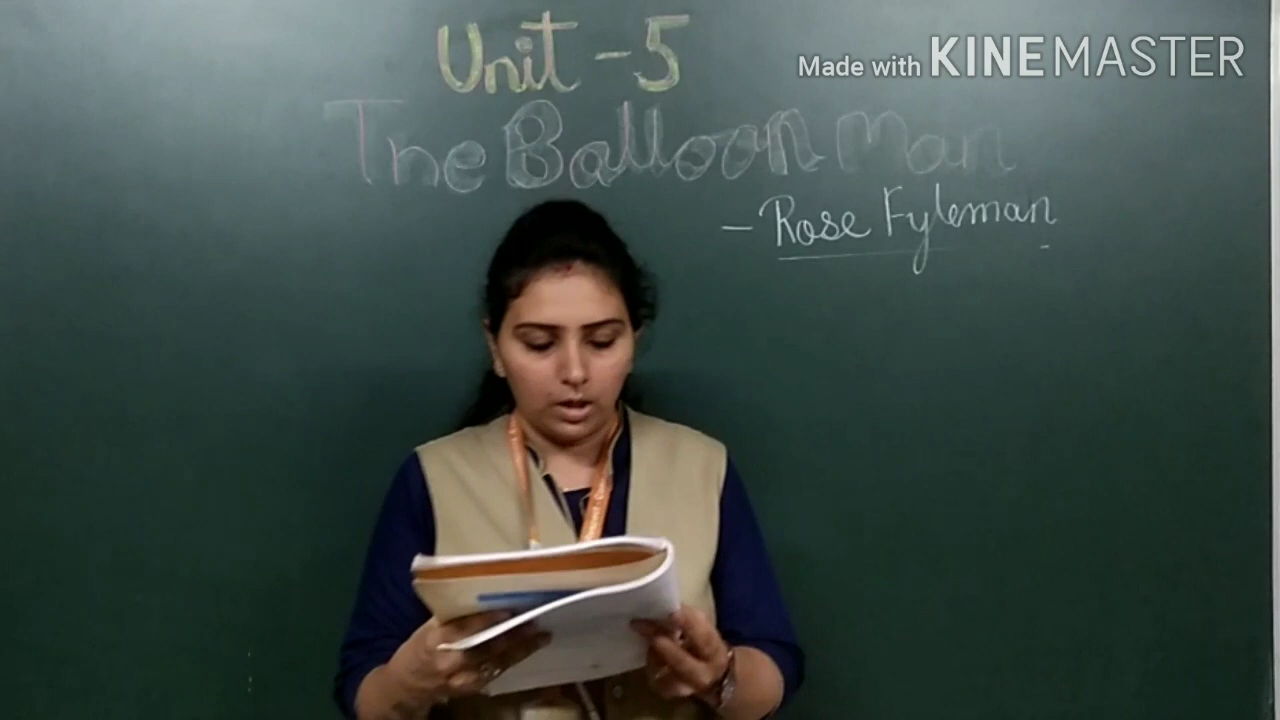 Unit - 5
Made with KINEMASTER
The Balloon Man
- Rose Fyleman